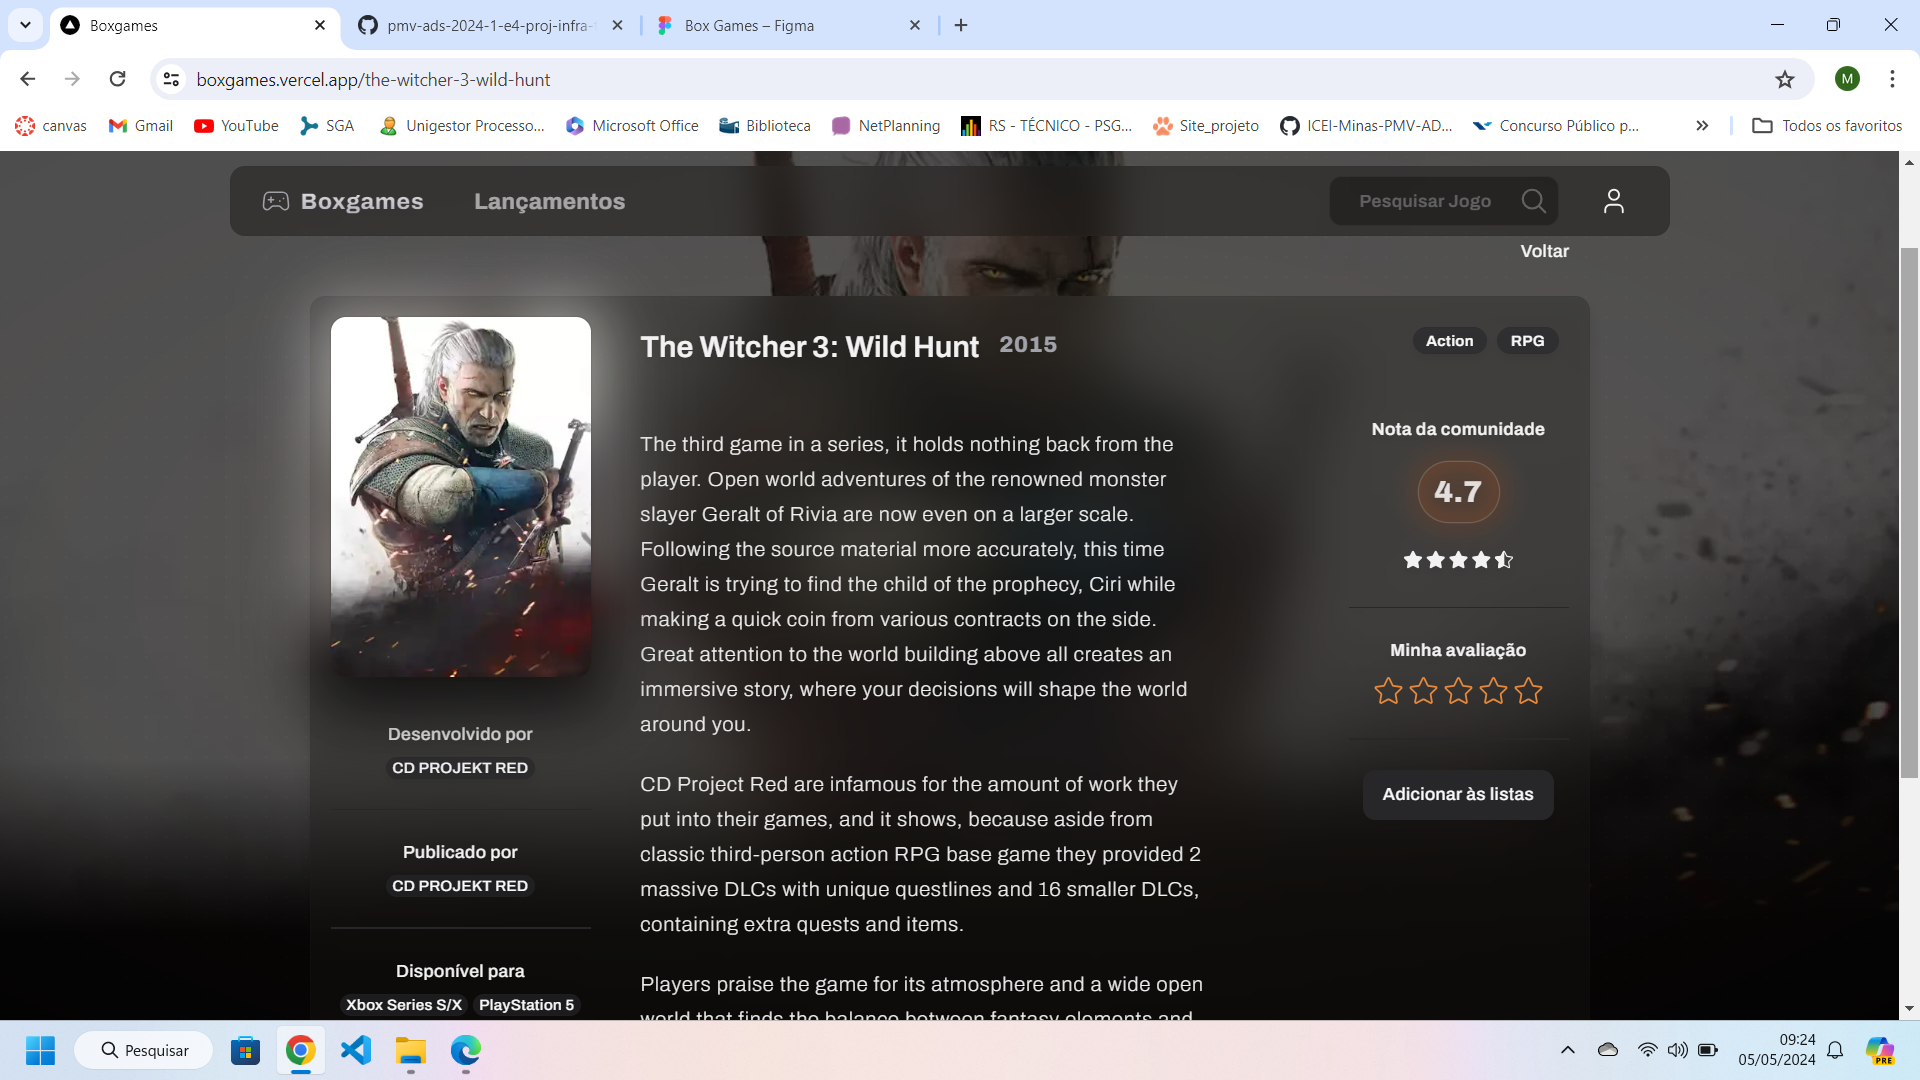 Boxgames
pmv-ads-2024-1-e4-proj-infra-
Box Games – Figma
boxgames.vercel.app/the-witcher-3-wild-hunt
M
canvas
Gmail
YouTube
SGA
Unigestor Processo...
Microsoft Office
Biblioteca
NetPlanning
RS - TÉCNICO - PSG...
Site_projeto
ICEI-Minas-PMV-AD...
Concurso Público p...
Todos os favoritos
Boxgames
Lançamentos
Pesquisar Jogo
Voltar
The Witcher 3: Wild Hunt 2015
Action
RPG
The third game in a series, it holds nothing back from the
player. Open world adventures of the renowned monster
slayer Geralt of Rivia are now even on a larger scale.
Following the source material more accurately, this time
Geralt is trying to find the child of the prophecy, Ciri while
making a quick coin from various contracts on the side.
Great attention to the world building above all creates an
immersive story, where your decisions will shape the world
around you.
CD Project Red are infamous for the amount of work they
put into their games, and it shows, because aside from
classic third-person action RPG base game they provided 2
massive DLCs with unique questlines and 16 smaller DLCs,
containing extra quests and items.
Players praise the game for its atmosphere and a wide open
world that finds the balance between fantasy elements and
Desenvolvido por
CD PROJEKT RED
Publicado por
CD PROJEKT RED
Disponível para
Xbox Series S/X
PlayStation 5
Nota da comunidade
4.7
Minha avaliação
Adicionar às listas
Pesquisar
09:24
05/05/2024
PRE